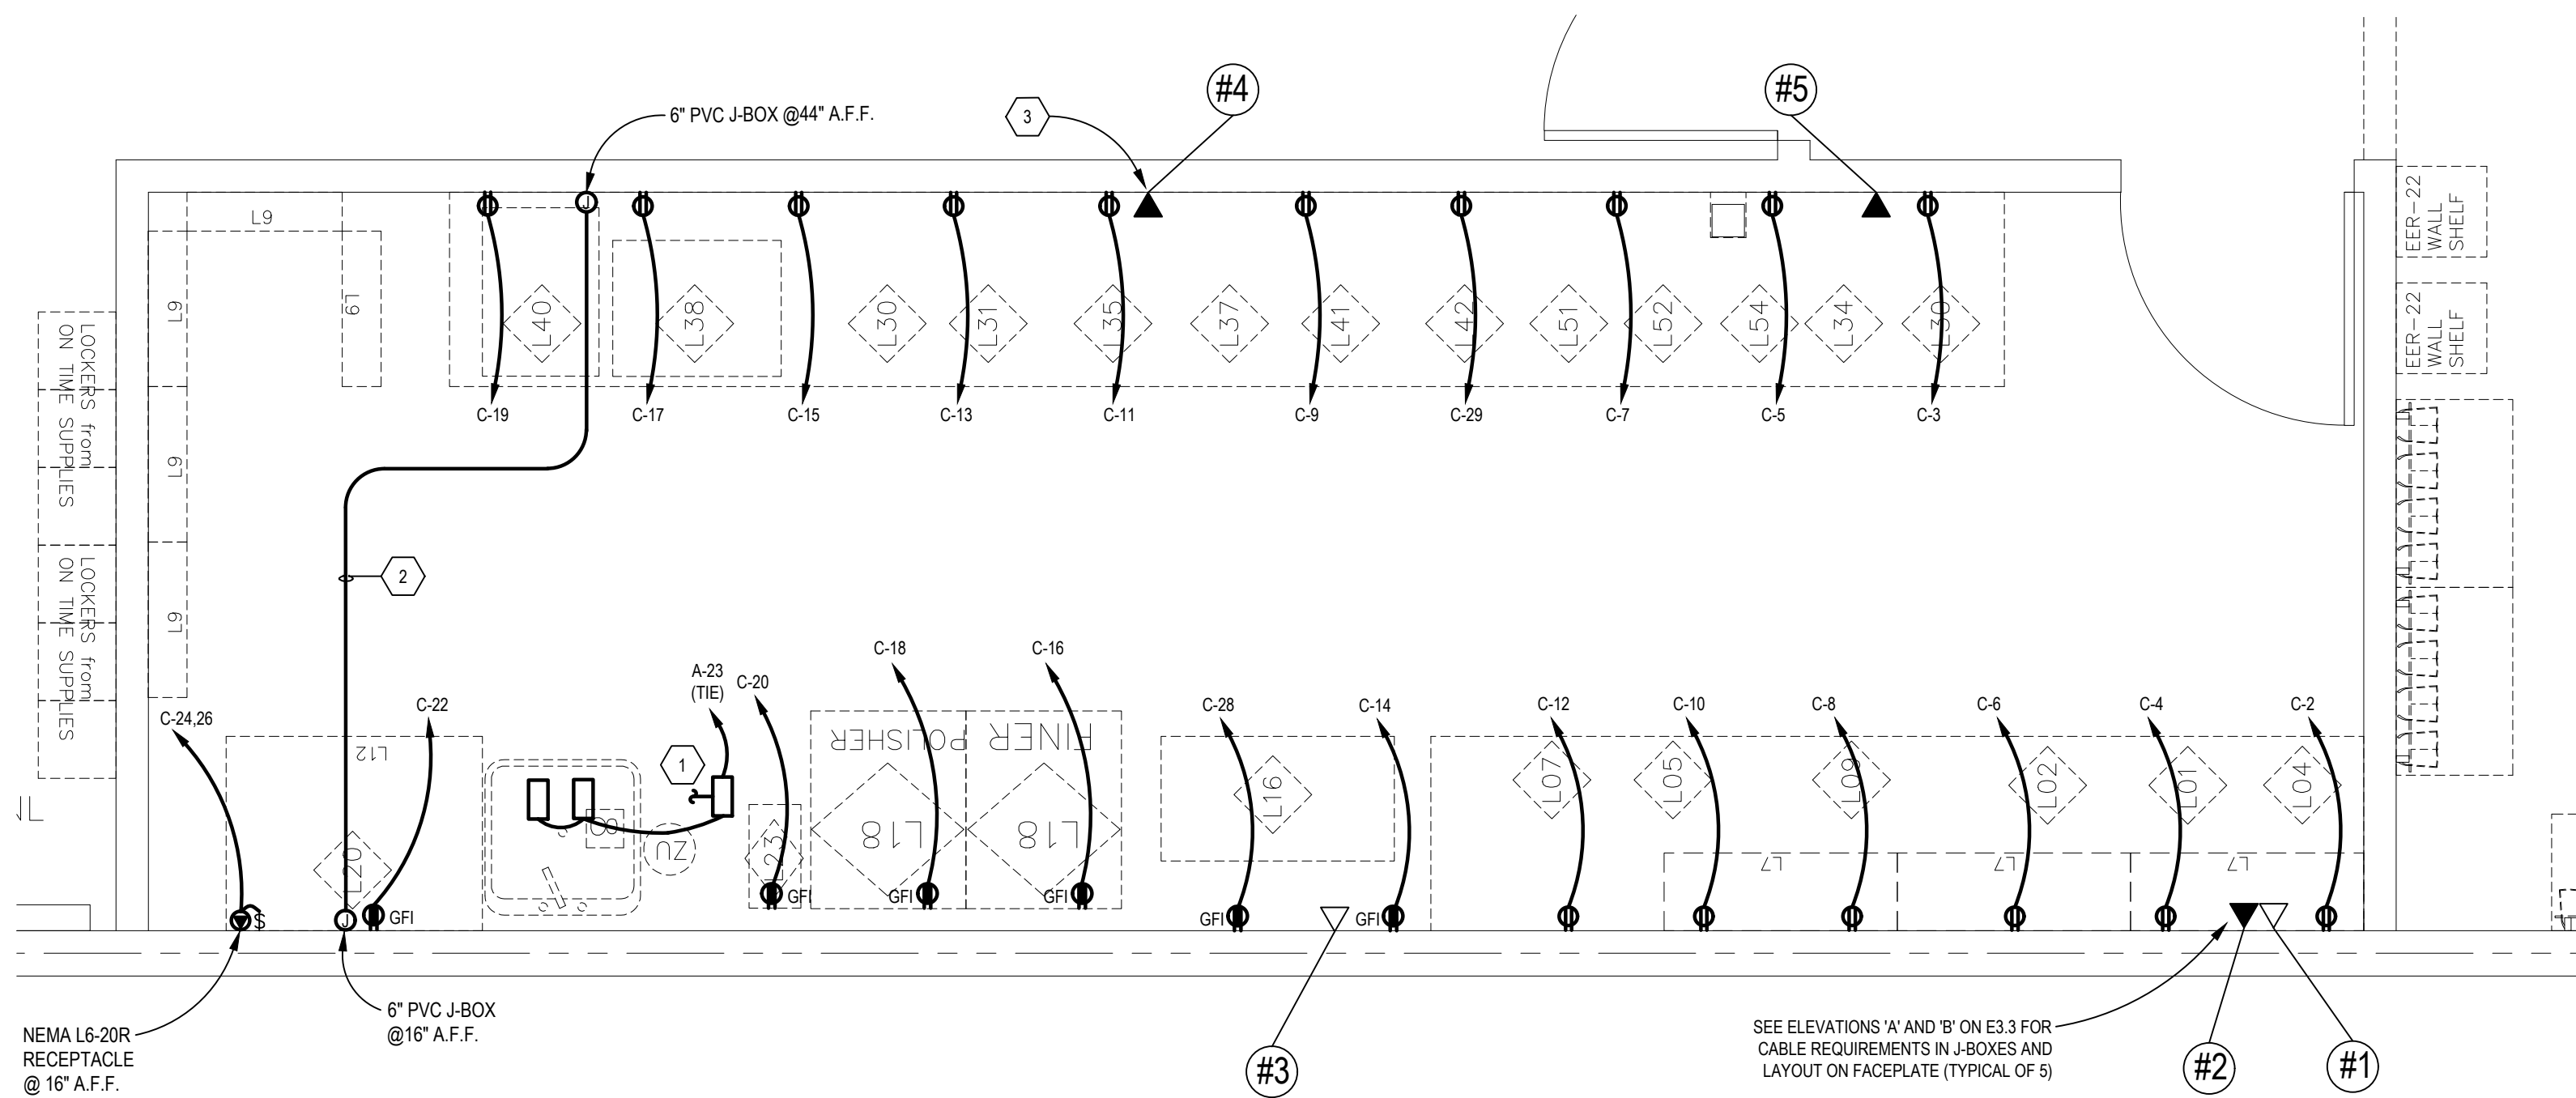 #4
#5
3
6" PVC J-BOX @44" A.F.F.
L9
L9
L9
L9
L9
EER-22
WALL
SHELF
EER-22
WALL
SHELF
LOCKERS from
ON TIME SUPPLIES
LOCKERS from
ON TIME SUPPLIES
J
L40
L38
L30
L31
L35
L37
L41
L42
L51
L52
L54
L34
L30
C-19
C-17
C-15
C-13
C-11
C-9
C-29
C-7
C-5
C-3
2
C-24,26
C-22
A-23
(TIE)
C-20
C-18
C-16
C-28
C-14
C-12
C-10
C-8
C-6
C-4
C-2
1
L12
POLISHER
FINER
L20
ZU
L23
L18
L18
L16
L07
L05
L09
L02
L01
L04
L7
L7
L7
$
J
GFI
GFI
GFI
GFI
GFI
GFI
NEMA L6-20R
RECEPTACLE
@ 16" A.F.F.
6" PVC J-BOX
@16" A.F.F.
#3
SEE ELEVATIONS 'A' AND 'B' ON E3.3 FOR
CABLE REQUIREMENTS IN J-BOXES AND
LAYOUT ON FACEPLATE (TYPICAL OF 5)
#2
#1